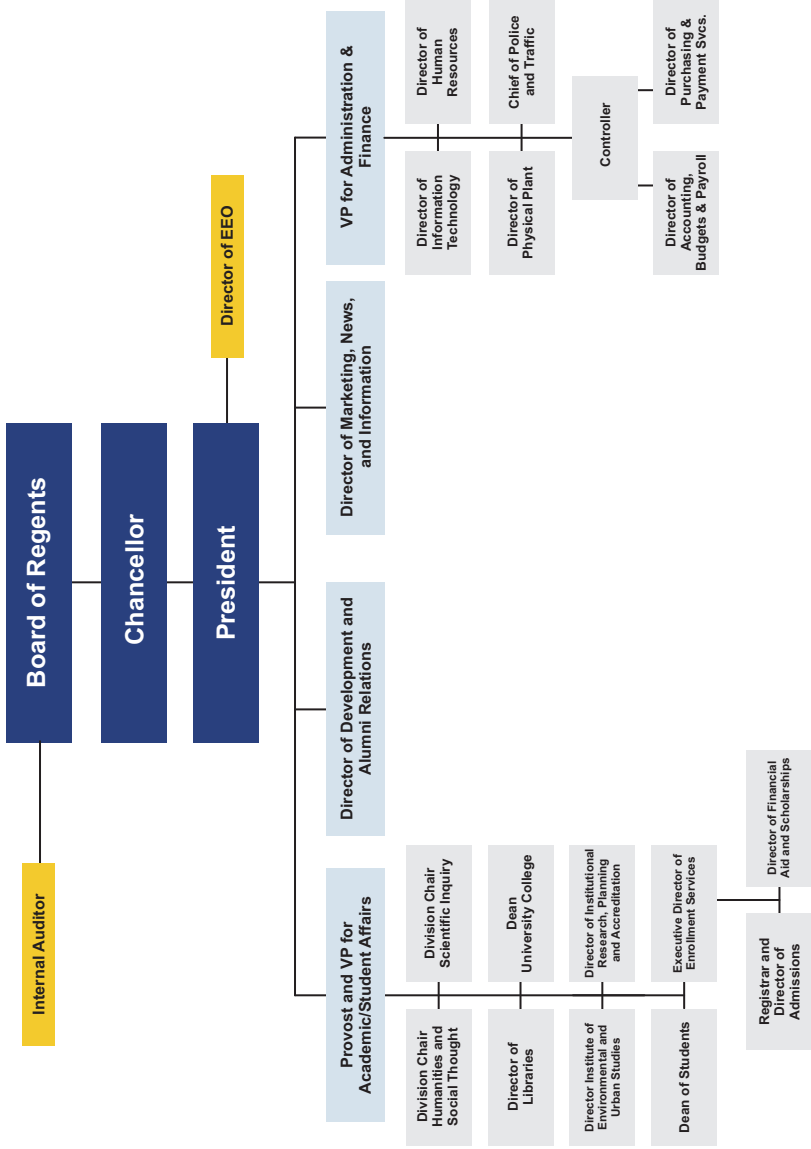 Board of Regents
Internal Auditor
Chancellor
President
Director of EEO
Provost and VP for
Academic/Student Affairs
Director of Development and
Alumni Relations
Director of Marketing, News,
and Information
VP for Administration &
Finance
Division Chair
Humanities and
Social Thought
Division Chair
Scientific Inquiry
Director of
Libraries
Dean
University College
Director Institute of
Environmental and
Urban Studies
Director of Institutional
Research, Planning
and Accreditation
Dean of Students
Executive Director of
Enrollment Services
Registrar and
Director of
Admissions
Director of Financial
Aid and Scholarships
Director of
Information
Technology
Director of
Human
Resources
Director of
Physical Plant
Chief of Police
and Traffic
Controller
Director of
Accounting,
Budgets & Payroll
Director of
Purchasing &
Payment Svcs.